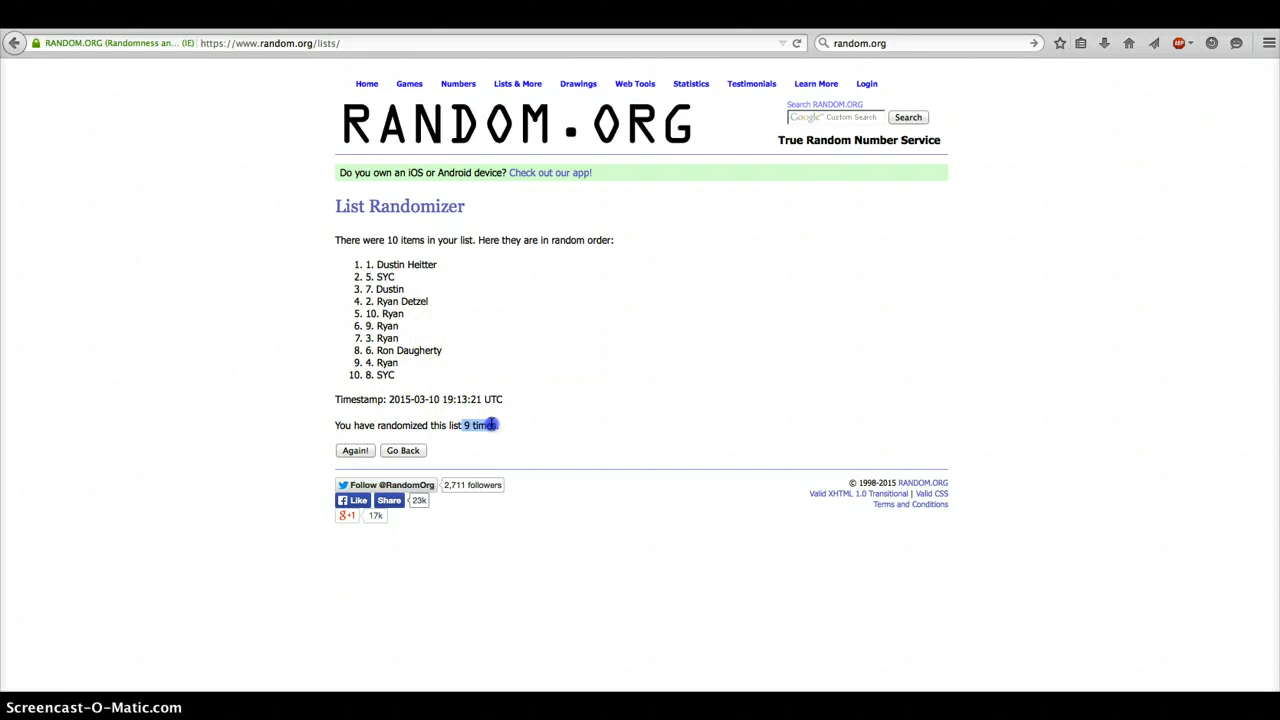 RANDOM.ORG (Randomness an... (IE) https://www.random.org/lists/ random.org
Home Games Numbers Lists & More Drawings Web Tools Statistics Testimonials Learn More Login
RANDOM.ORG
Search RANDOM.ORG
Google™ Custom Search Search
True Random Number Service
Do you own an iOS or Android device? Check out our app!
List Randomizer
There were 10 items in your list. Here they are in random order:
1. 1. Dustin Heitter
2. 5. SYC
3. 7. Dustin
4. 2. Ryan Detzel
5. 10. Ryan
6. 9. Ryan
7. 3. Ryan
8. 6. Ron Daugherty
9. 4. Ryan
10. 8. SYC
Timestamp: 2015-03-10 19:13:21 UTC
You have randomized this list 9 times.
Again! Go Back
Follow @RandomOrg 2,711 followers
Like Share 23k
g+1 17k
© 1998-2015 RANDOM.ORG
Valid XHTML 1.0 Transitional | Valid CSS
Terms and Conditions
Screencast-O-Matic.com